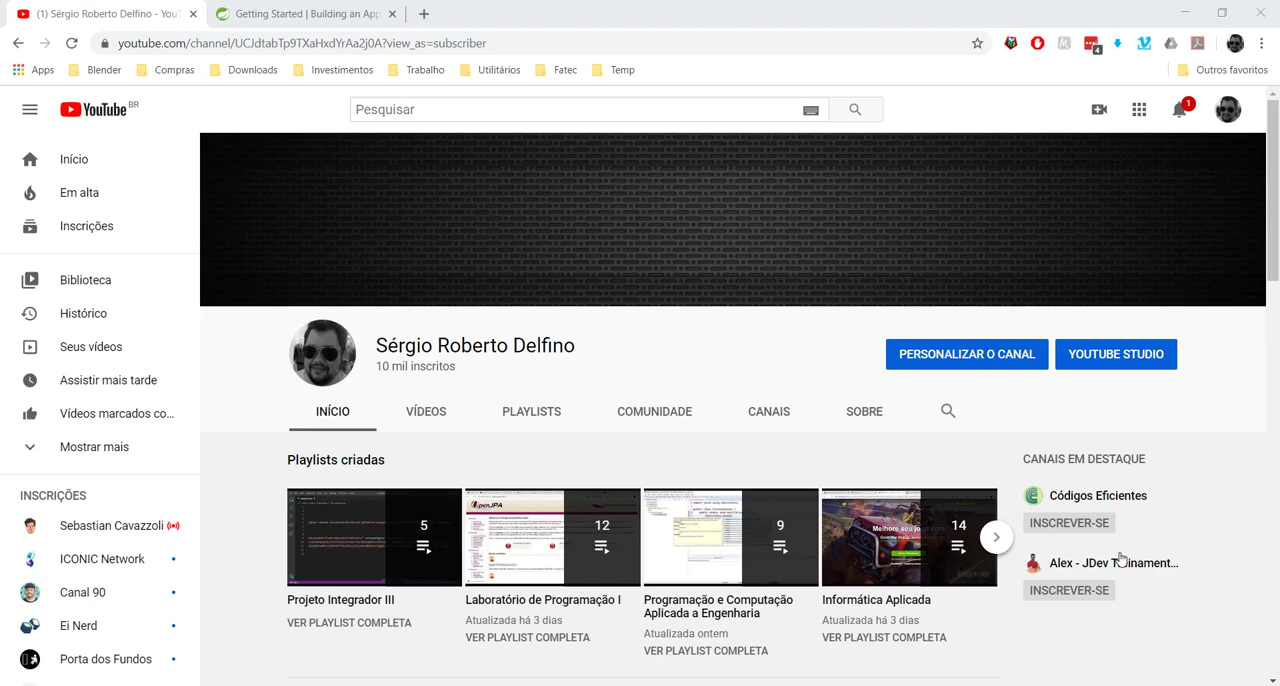 (1) Sérgio Roberto Delfino - YouT
Getting Started | Building an App
youtube.com/channel/UCJdtabTp9TXaHxdYrAa2j0A?view_as=subscriber
4
Apps
Blender
Compras
Downloads
Investimentos
Trabalho
Utilitários
Fatec
Temp
Outros favoritos
YouTube BR
Pesquisar
1
Início
Em alta
Inscrições
Biblioteca
Histórico
Seus vídeos
Assistir mais tarde
Vídeos marcados co...
Mostrar mais
INSCRIÇÕES
Sebastian Cavazzoli
ICONIC Network
Canal 90
Ei Nerd
Porta dos Fundos
Sérgio Roberto Delfino
10 mil inscritos
PERSONALIZAR O CANAL
YOUTUBE STUDIO
INÍCIO
VÍDEOS
PLAYLISTS
COMUNIDADE
CANAIS
SOBRE
Playlists criadas
5
OpenJPA
12
9
Melhore seu jo
14
Projeto Integrador III
VER PLAYLIST COMPLETA
Laboratório de Programação I
Atualizada há 3 dias
VER PLAYLIST COMPLETA
Programação e Computação
Aplicada a Engenharia
Atualizada ontem
VER PLAYLIST COMPLETA
Informática Aplicada
Atualizada há 3 dias
VER PLAYLIST COMPLETA
CANAIS EM DESTAQUE
Códigos Eficientes
INSCREVER-SE
Alex - JDev
INSCREVER-SE